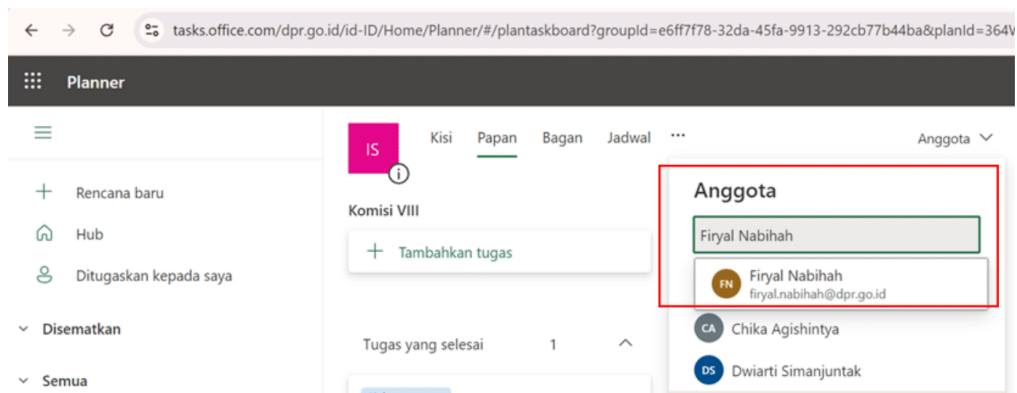 tasks.office.com/dpr.go.id/id-ID/Home/Planner/#/plantaskboard?groupId=e6ff7f78-32da-45fa-9913-292cb77b44ba&planId=364V
Planner
IS
Kisi Papan Bagan Jadwal ... Anggota
Rencana baru
Hub
Ditugaskan kepada saya
Disematkan
Semua
Komisi VIII
Tambahkan tugas
Tugas yang selesai 1
Anggota
Firyal Nabihah
FN Firyal Nabihah
firyal.nabihah@dpr.go.id
CA Chika Agishintya
DS Dwiarti Simanjuntak